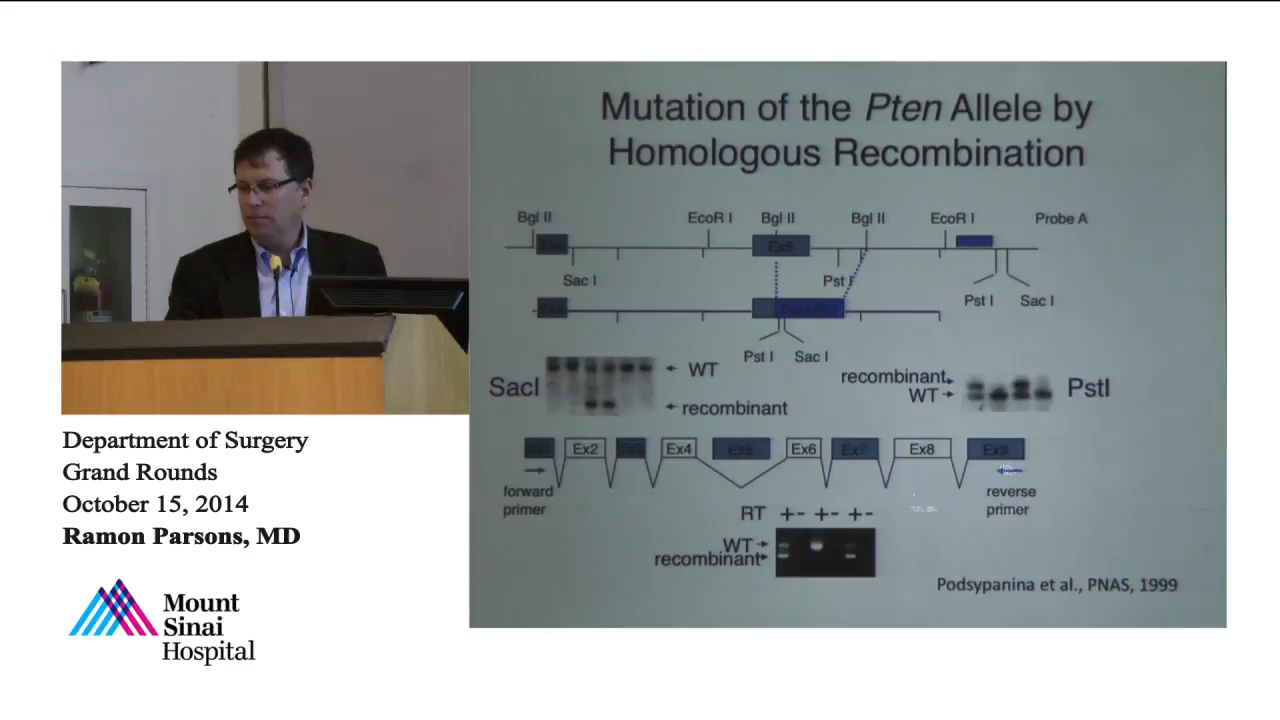 Mutation of the Pten Allele by
Homologous Recombination
Bgl II EcoR I Bgl II Bgl II EcoR I Probe A
Ex5
Sac I Pst I Pst I Sac I
Pst I Sac I
SacI WT recombinant
recombinant WT PstI
Ex2 Ex3 Ex4 Ex5 Ex6 Ex7 Ex8 Ex9
forward
primer
reverse
primer
RT + - + - + -
WT
recombinant
Podsypanina et al., PNAS, 1999
Department of Surgery
Grand Rounds
October 15, 2014
Ramon Parsons, MD
Mount
Sinai
Hospital